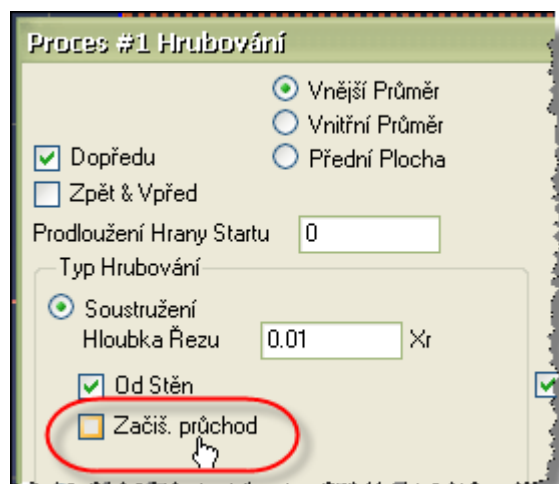 Proces #1 Hrubování
Vnější Průměr
Vnitřní Průměr
Dopředu
Přední Plocha
Zpět & Vpřed
Prodloužení Hrany Startu 0
Typ Hrubování
Soustružení
Hloubka Řezu 0.01 Xr
Od Stěn
Začiš. průchod